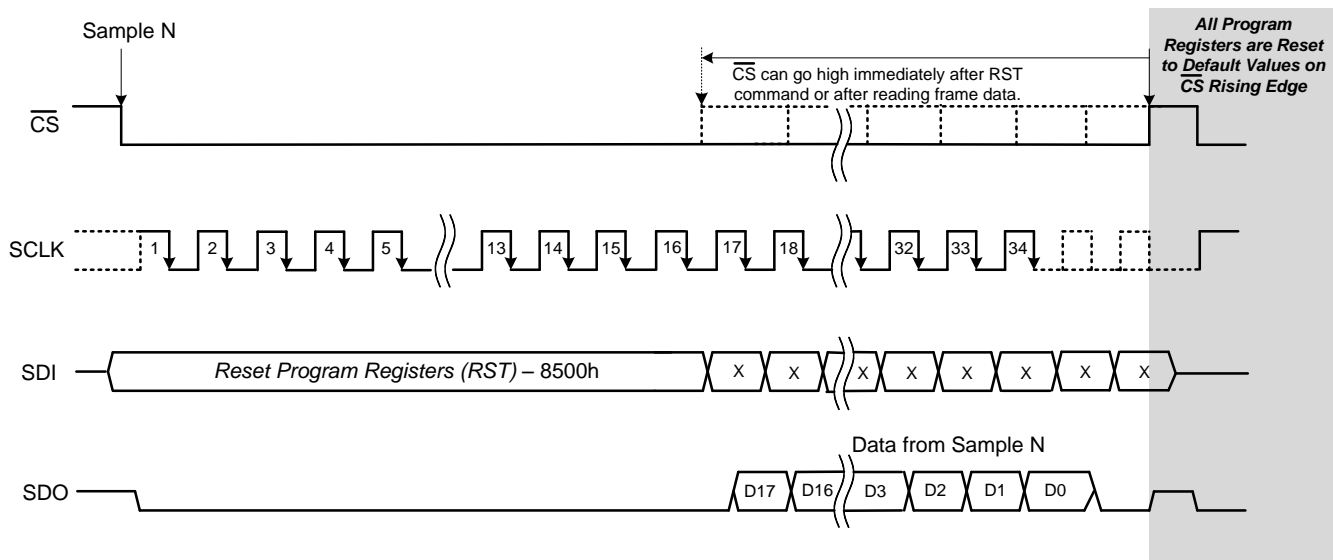 Sample N
All Program
Registers are Reset
to Default Values on
CS Rising Edge
CS can go high immediately after RST
command or after reading frame data.
CS
SCLK
1 2 3 4 5 13 14 15 16 17 18 32 33 34
SDI
Reset Program Registers (RST) – 8500h
X X X X X X X X
Data from Sample N
SDO
D17 D16 D3 D2 D1 D0